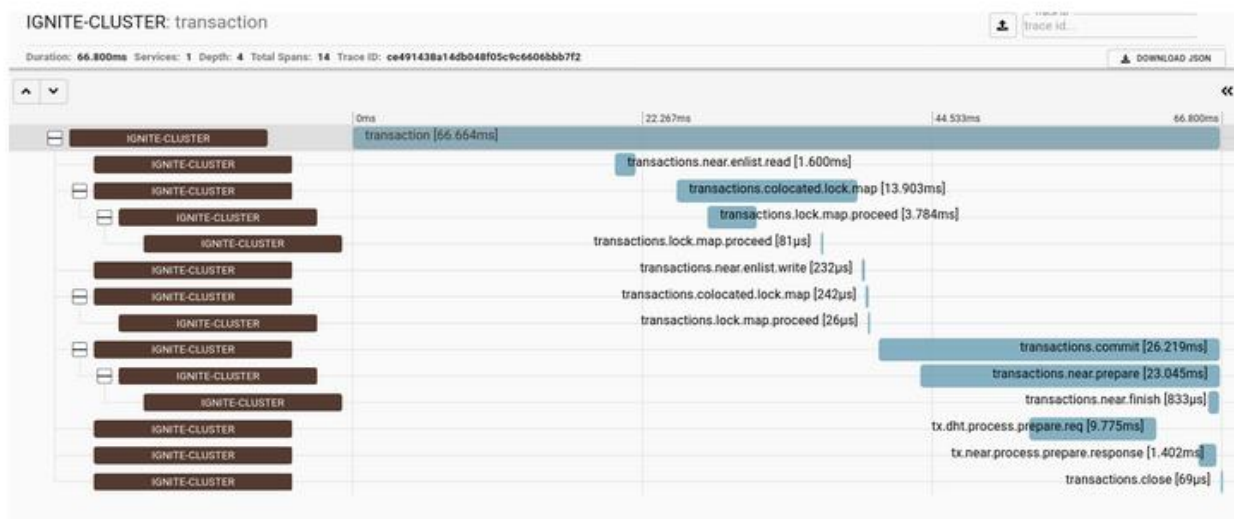 IGNITE-CLUSTER: transaction
trace id...
Duration: 66.800ms Services: 1 Depth: 4 Total Spans: 14 Trace ID: ce491438a14db048f05c9c6606bbb7f2
DOWNLOAD JSON
0ms 22.267ms 44.533ms 66.800ms
IGNITE-CLUSTER transaction [66.664ms]
IGNITE-CLUSTER transactions.near.enlist.read [1.600ms]
IGNITE-CLUSTER transactions.colocated.lock.map [13.903ms]
IGNITE-CLUSTER transactions.lock.map.proceed [3.784ms]
IGNITE-CLUSTER transactions.lock.map.proceed [81μs]
IGNITE-CLUSTER transactions.near.enlist.write [232μs]
IGNITE-CLUSTER transactions.colocated.lock.map [242μs]
IGNITE-CLUSTER transactions.lock.map.proceed [26μs]
IGNITE-CLUSTER transactions.commit [26.219ms]
IGNITE-CLUSTER transactions.near.prepare [23.045ms]
IGNITE-CLUSTER transactions.near.finish [833μs]
IGNITE-CLUSTER tx.dht.process.prepare.req [9.775ms]
IGNITE-CLUSTER tx.near.process.prepare.response [1.402ms]
IGNITE-CLUSTER transactions.close [69μs]